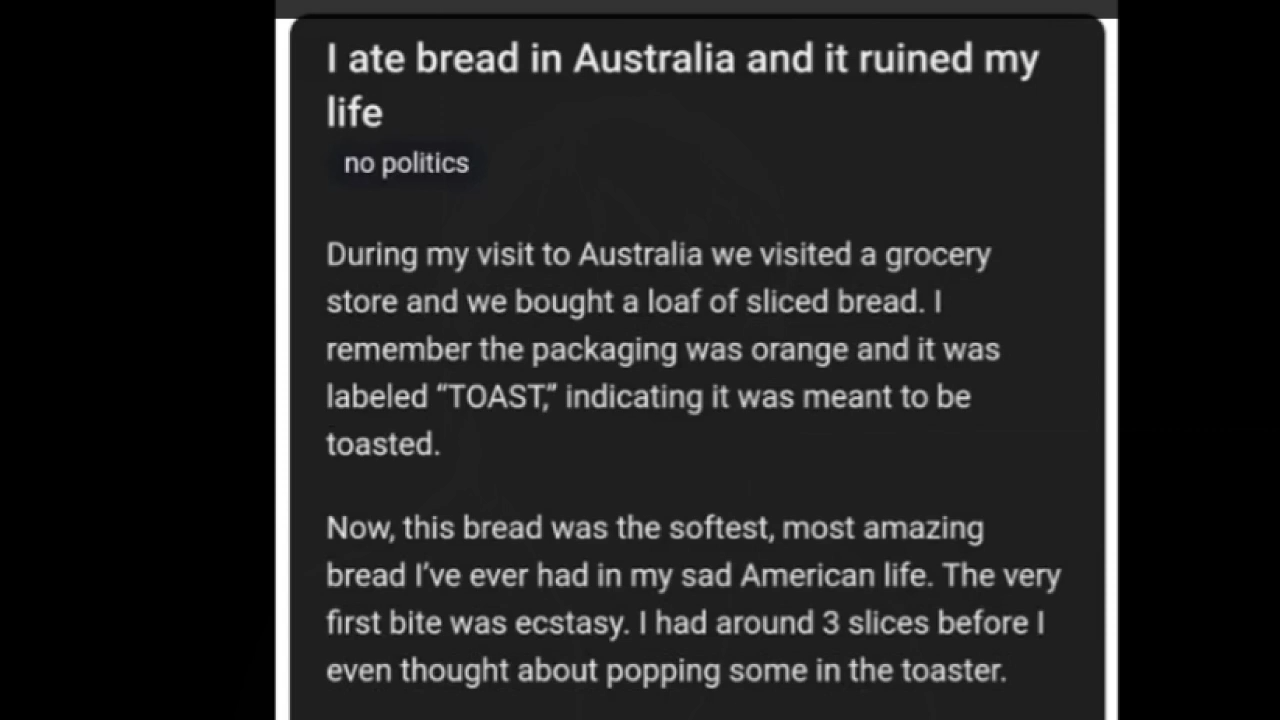 I ate bread in Australia and it ruined my
life
no politics
During my visit to Australia we visited a grocery
store and we bought a loaf of sliced bread. I
remember the packaging was orange and it was
labeled “TOAST,” indicating it was meant to be
toasted.
Now, this bread was the softest, most amazing
bread I’ve ever had in my sad American life. The very
first bite was ecstasy. I had around 3 slices before I
even thought about popping some in the toaster.